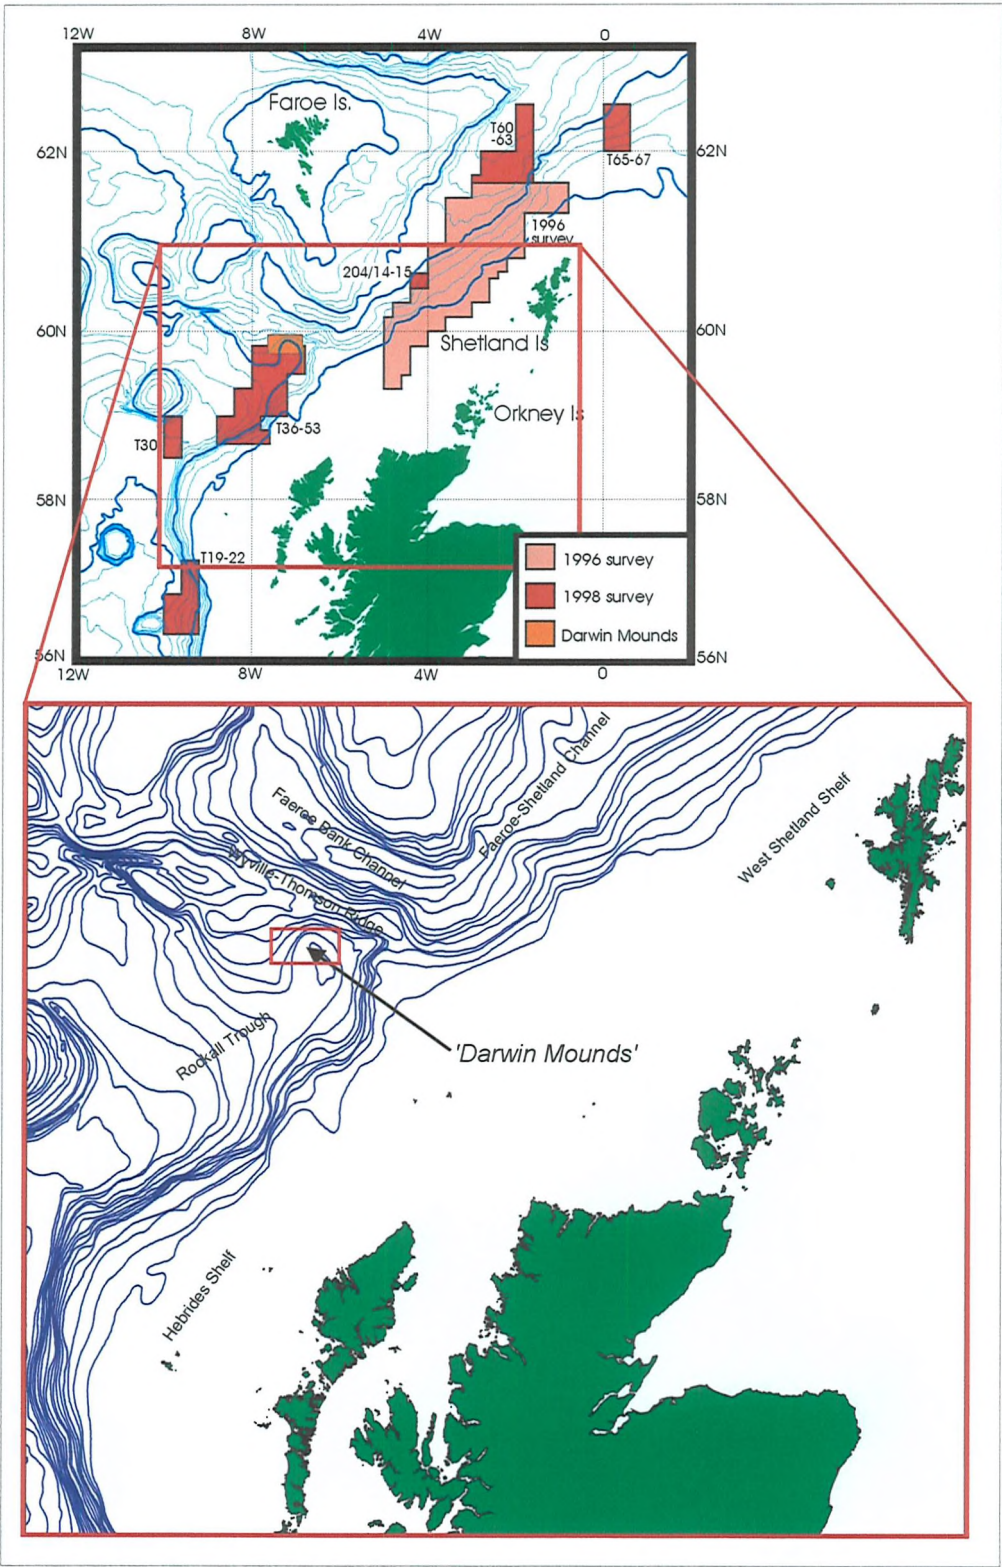 12W 8W 4W 0
Faroe Is.
T60
-63
62N
T65-67
62N
1996
survey
204/14-15
60N
60N
Shetland Is
Orkney Is
T36-53
T30
58N
58N
T19-22
1996 survey
1998 survey
Darwin Mounds
56N
56N
12W 8W 4W 0
Faeroe-Shetland Channel
Faeroe Bank Channel
West Shetland Shelf
Wyville-Thomson Ridge
Rockall Trough
'Darwin Mounds'
Hebrides Shelf